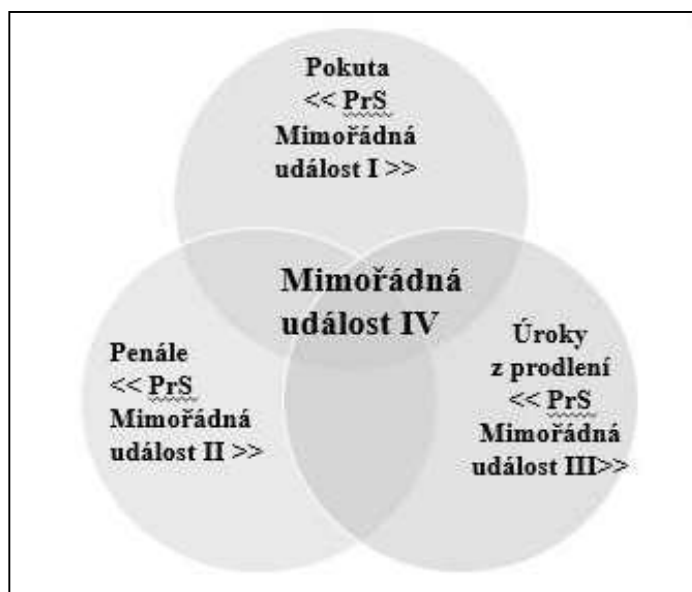 Pokuta
<< PrS
Mimořádná
událost I >>
Mimořádná
událost IV
Penále
<< PrS
Mimořádná
událost II >>
Úroky
z prodlení
<< PrS
Mimořádná
událost III>>